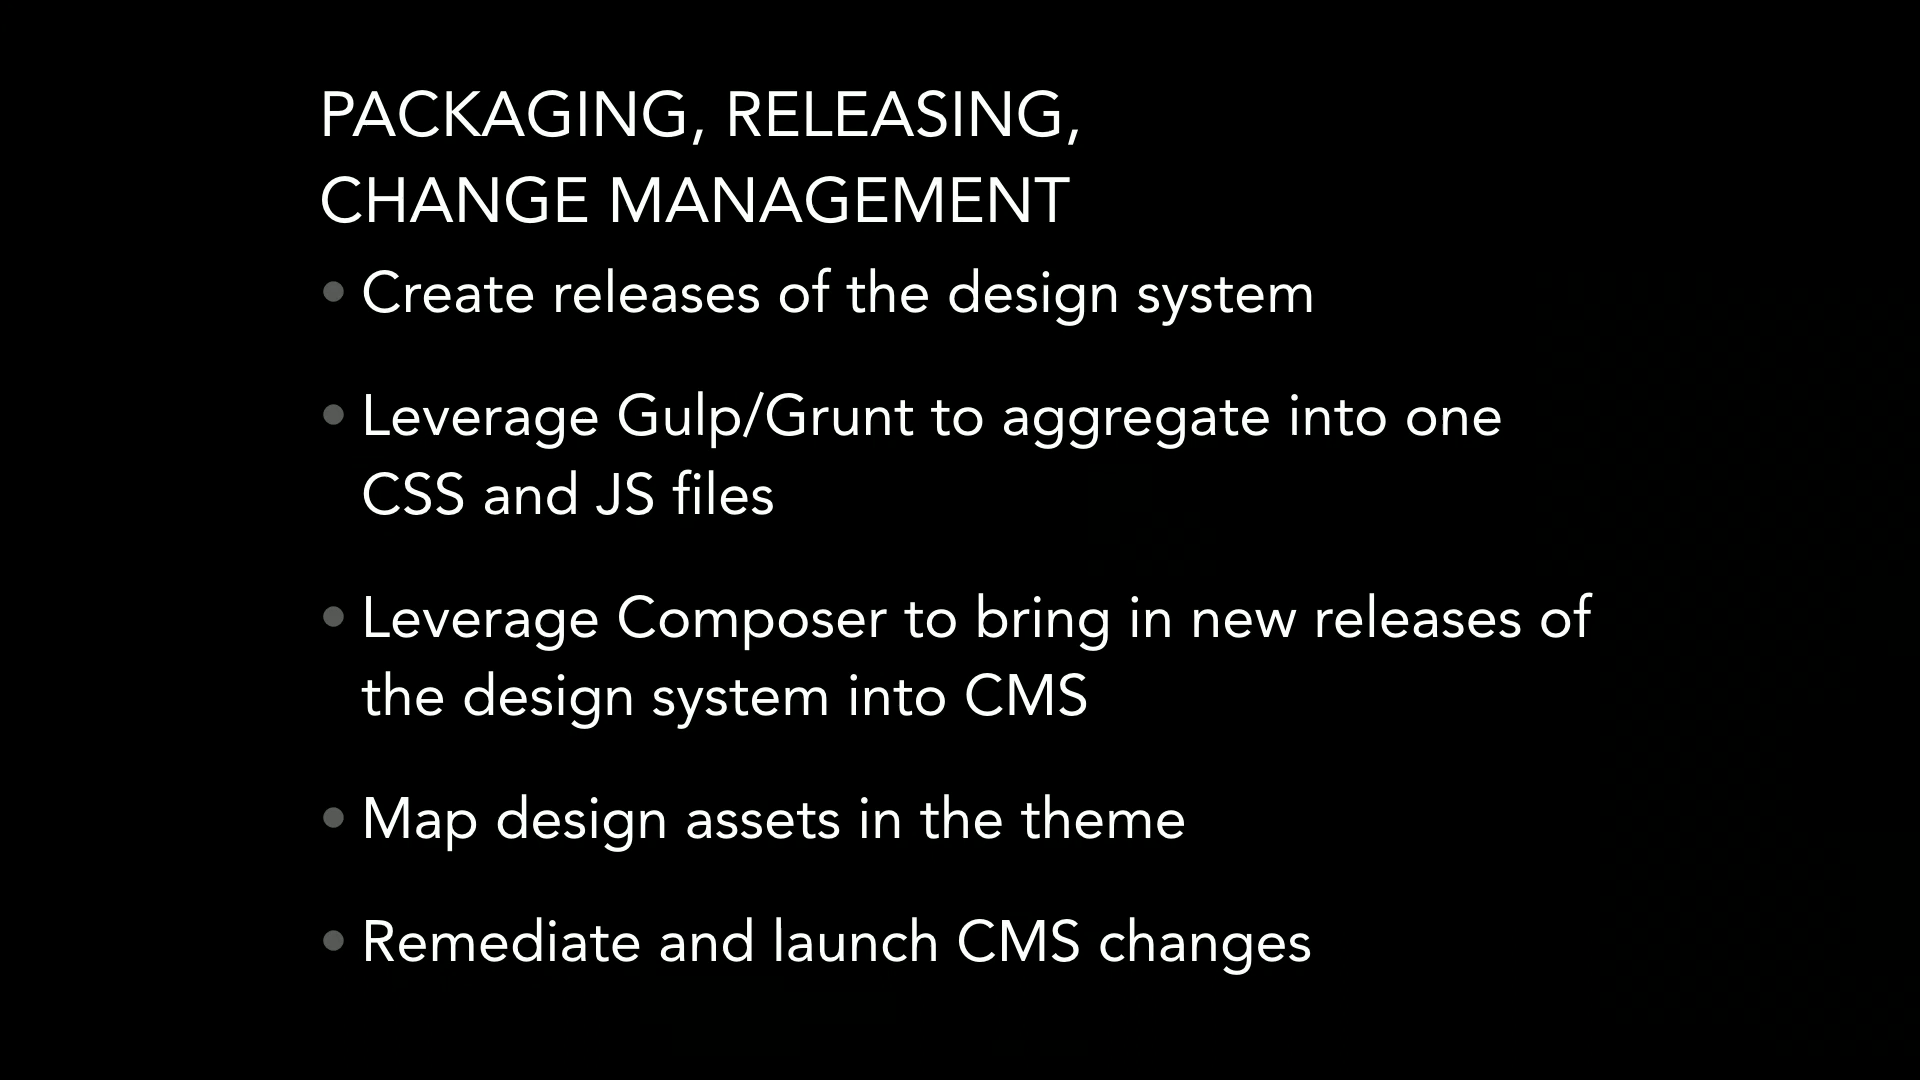 PACKAGING, RELEASING,
CHANGE MANAGEMENT
• Create releases of the design system
• Leverage Gulp/Grunt to aggregate into one
CSS and JS files
• Leverage Composer to bring in new releases of
the design system into CMS
• Map design assets in the theme
• Remediate and launch CMS changes